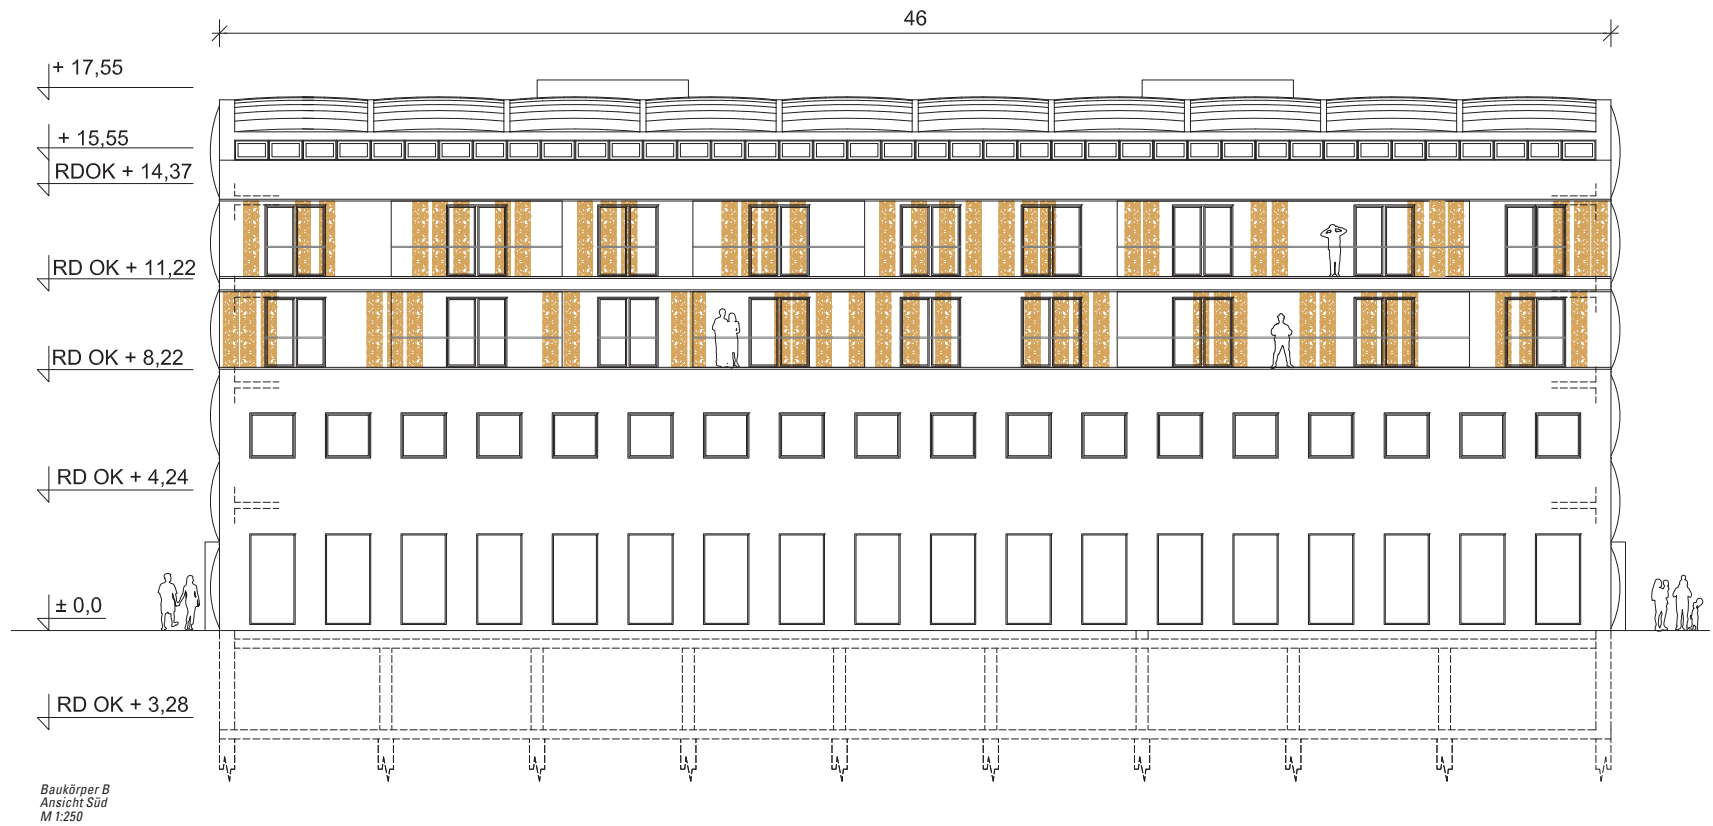 46
+ 17,55
+ 15,55
RDOK + 14,37
RD OK + 11,22
RD OK + 8,22
RD OK + 4,24
± 0,0
RD OK + 3,28
Baukörper B
Ansicht Süd
M 1:250